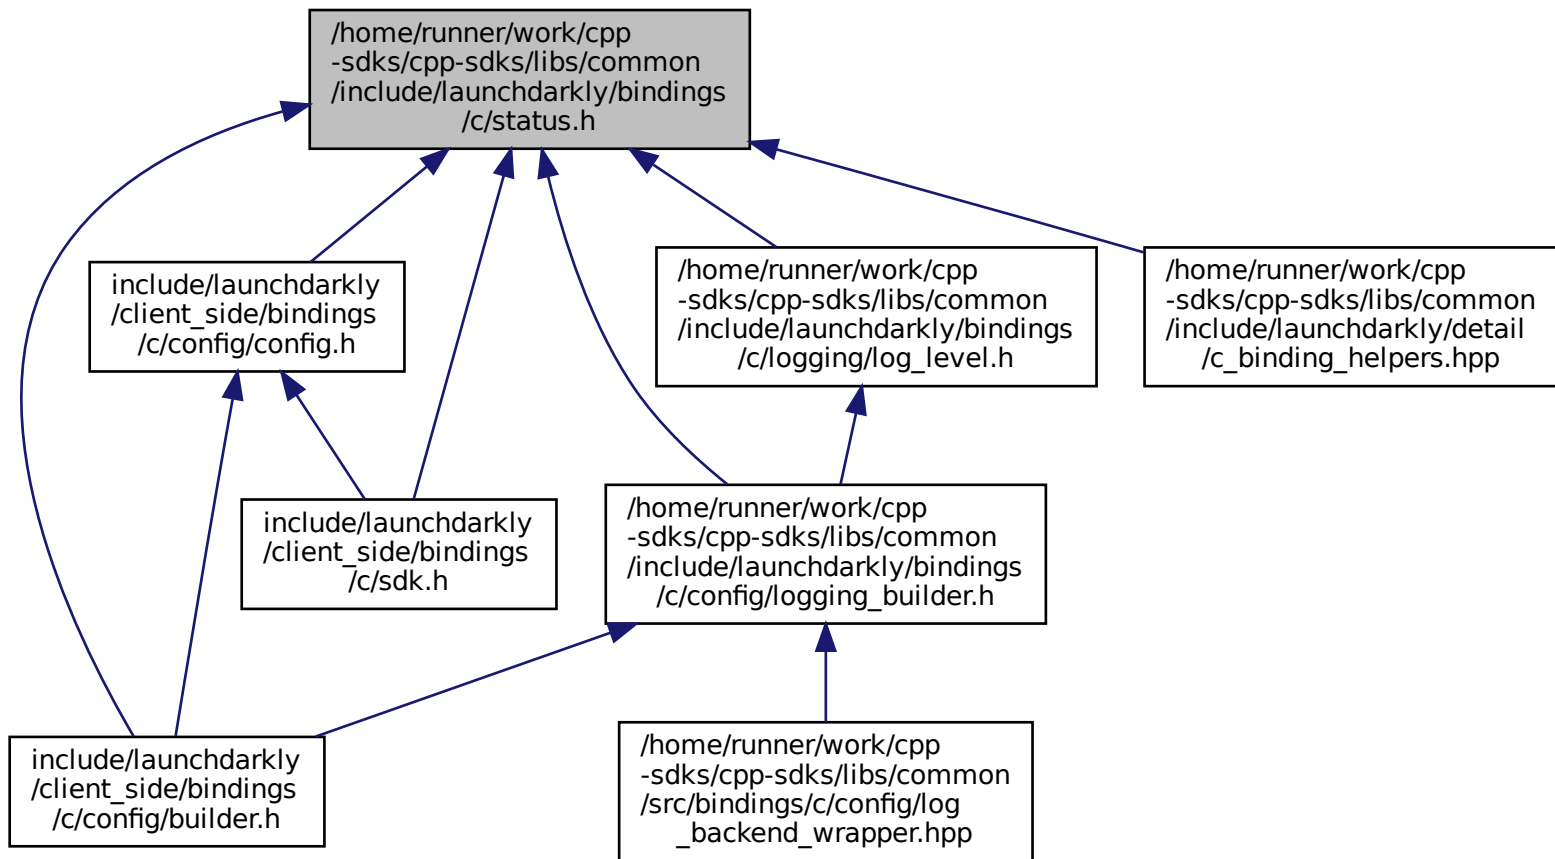 /home/runner/work/cpp
-sdks/cpp-sdks/libs/common
/include/launchdarkly/bindings
/c/status.h
include/launchdarkly
/client_side/bindings
/c/config/config.h
/home/runner/work/cpp
-sdks/cpp-sdks/libs/common
/include/launchdarkly/bindings
/c/logging/log_level.h
/home/runner/work/cpp
-sdks/cpp-sdks/libs/common
/include/launchdarkly/detail
/c_binding_helpers.hpp
include/launchdarkly
/client_side/bindings
/c/sdk.h
/home/runner/work/cpp
-sdks/cpp-sdks/libs/common
/include/launchdarkly/bindings
/c/config/logging_builder.h
include/launchdarkly
/client_side/bindings
/c/config/builder.h
/home/runner/work/cpp
-sdks/cpp-sdks/libs/common
/src/bindings/c/config/log
_backend_wrapper.hpp